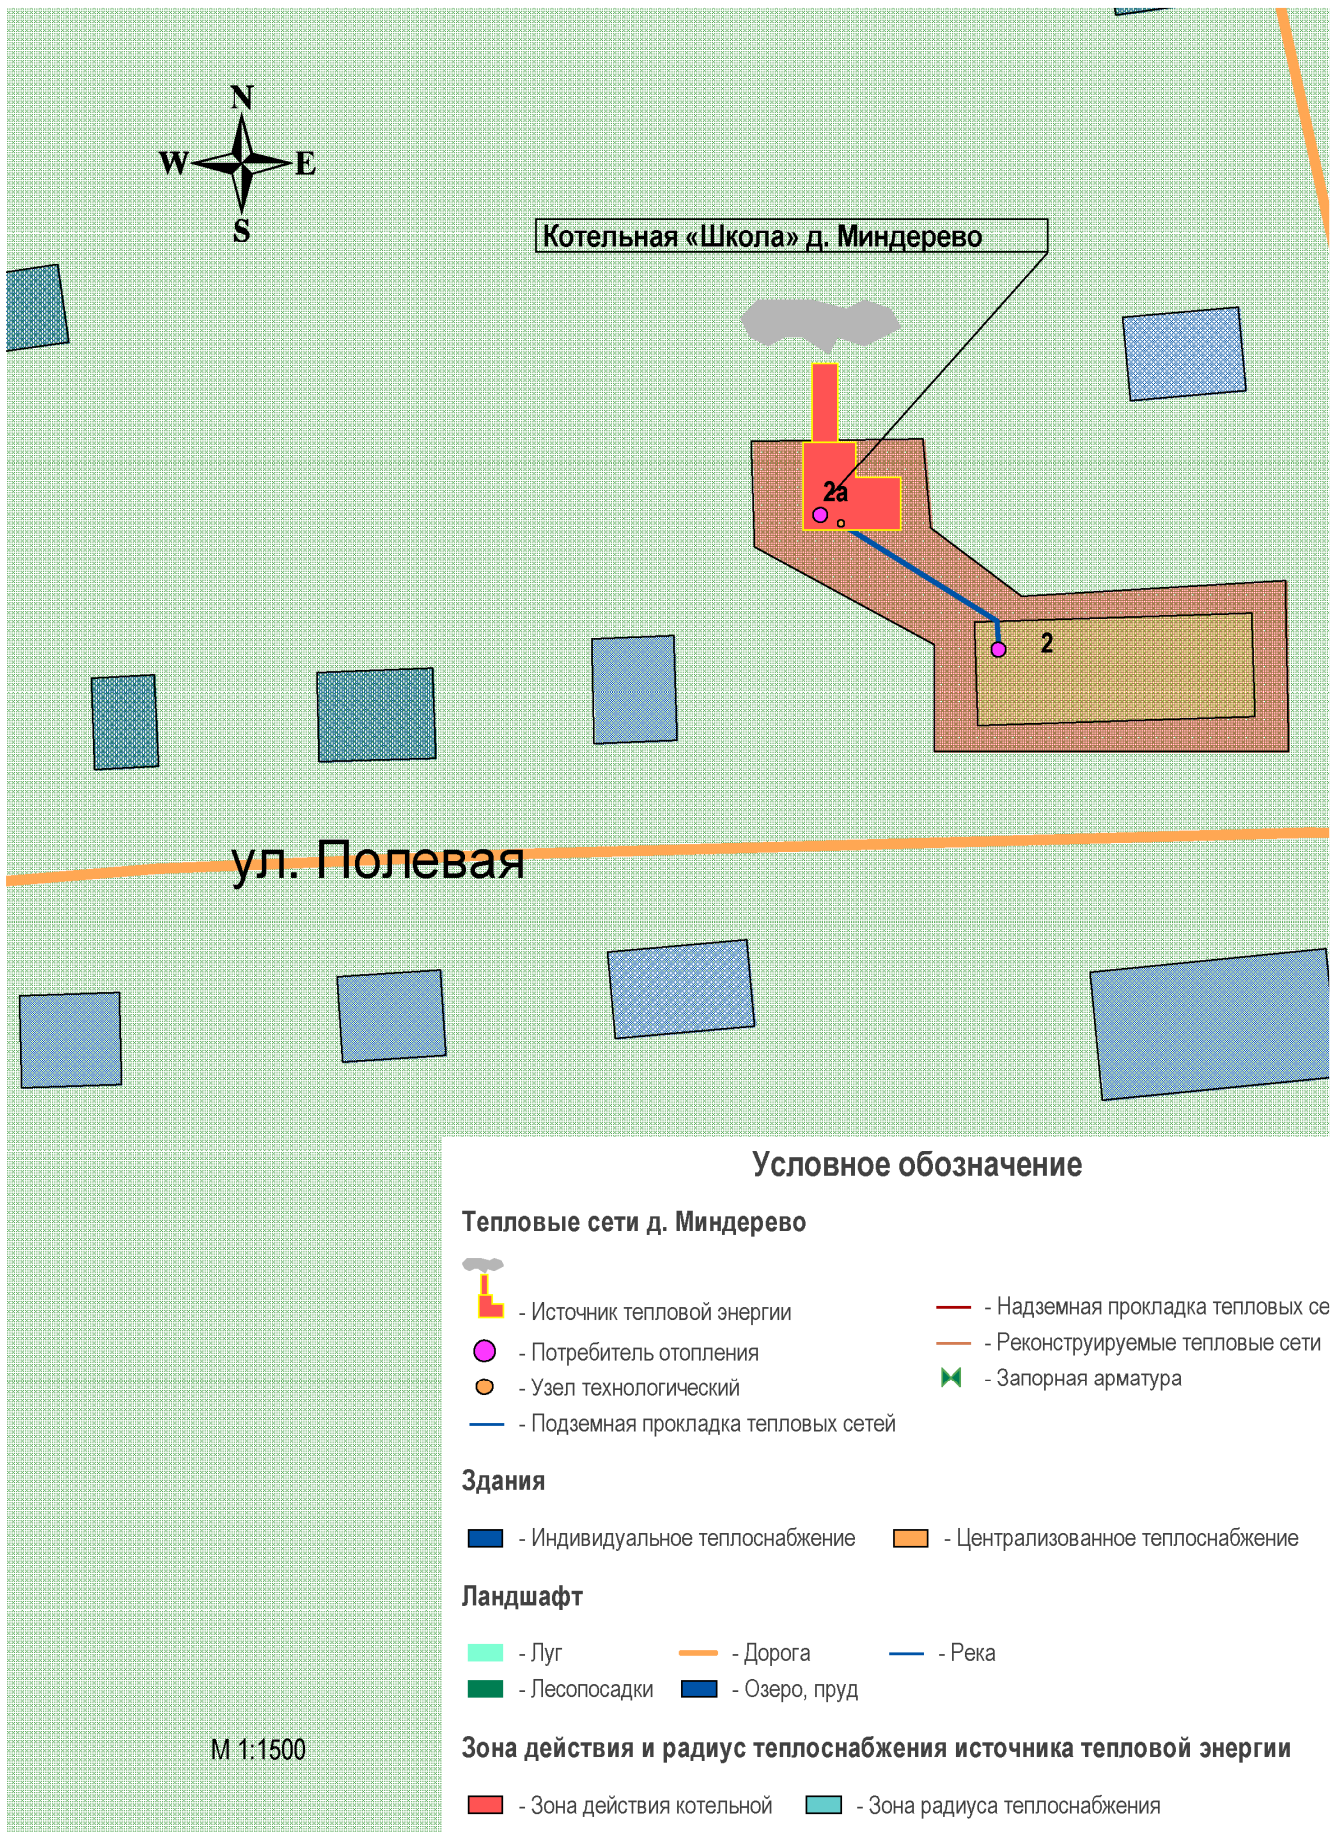 N
W E
S
Котельная «Школа» д. Миндерево
2а
2
ул. Полевая
Условное обозначение
Тепловые сети д. Миндерево
- Источник тепловой энергии
- Надземная прокладка тепловых се
- Потребитель отопления
- Реконструируемые тепловые сети
- Узел технологический
- Запорная арматура
- Подземная прокладка тепловых сетей
Здания
- Индивидуальное теплоснабжение
- Централизованное теплоснабжение
Ландшафт
- Луг
- Дорога
- Река
- Лесопосадки
- Озеро, пруд
М 1:1500
Зона действия и радиус теплоснабжения источника тепловой энергии
- Зона действия котельной
- Зона радиуса теплоснабжения